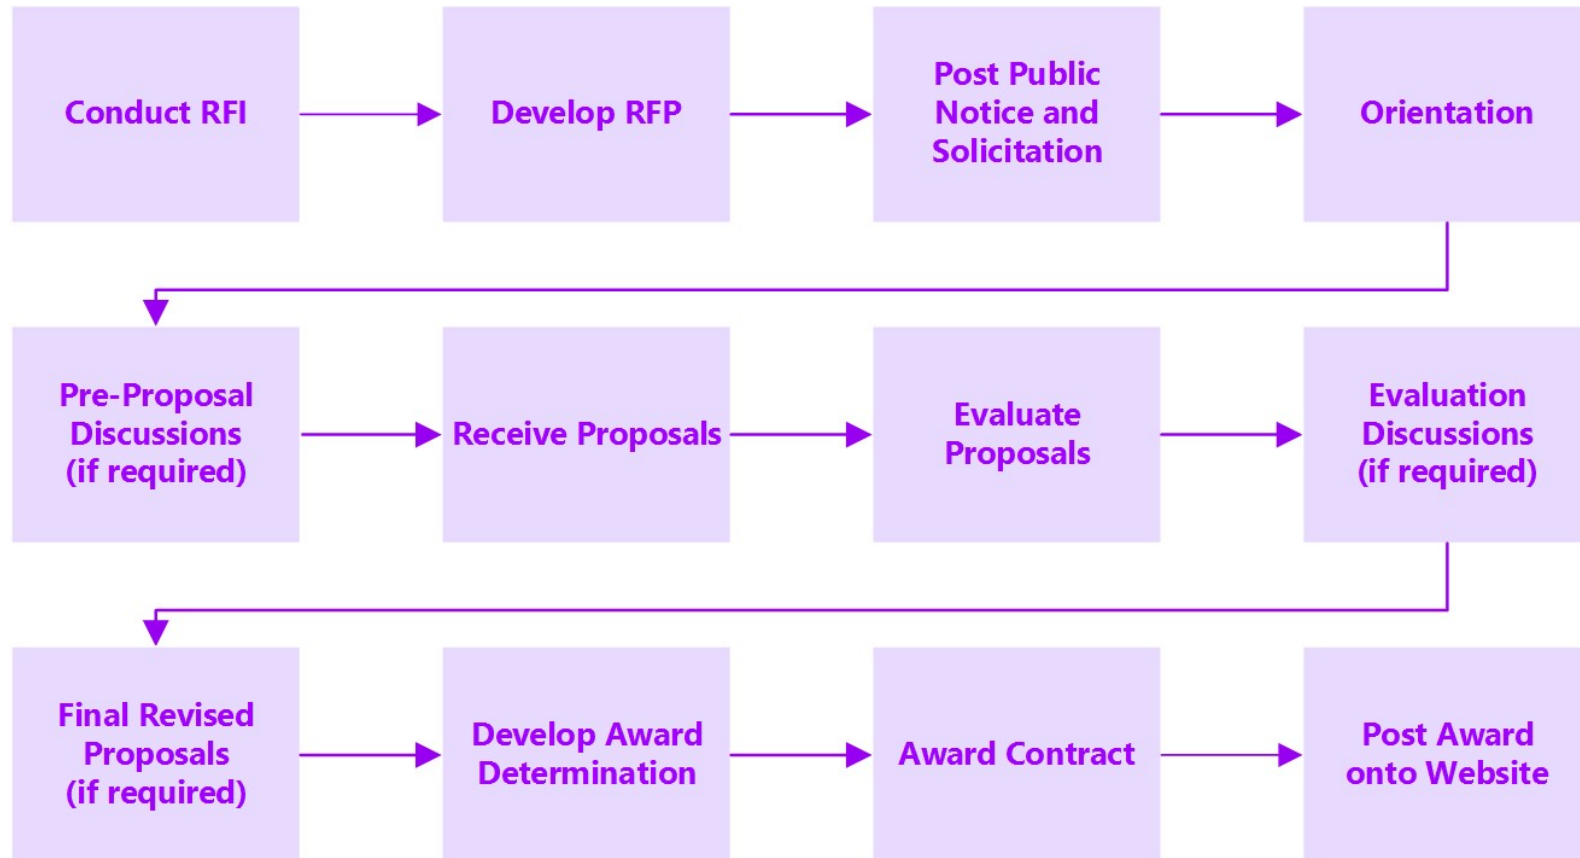 Conduct RFI
Develop RFP
Post Public
Notice and
Solicitation
Orientation
Pre-Proposal
Discussions
(if required)
Receive Proposals
Evaluate
Proposals
Evaluation
Discussions
(if required)
Final Revised
Proposals
(if required)
Develop Award
Determination
Award Contract
Post Award
onto Website